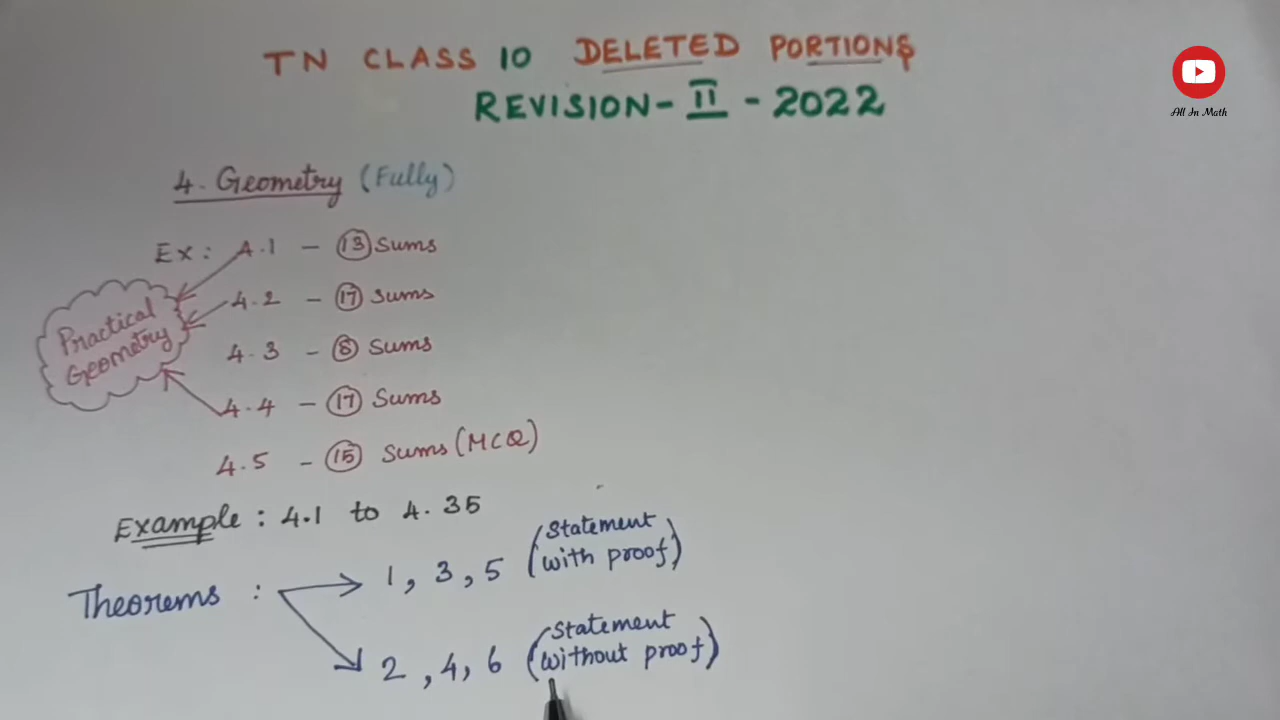 TN CLASS 10 DELETED PORTIONS
REVISION - II - 2022
All In Math
4. Geometry (Fully)
Ex: 4.1 - 13 Sums
4.2 - 17 Sums
4.3 - 8 Sums
4.4 - 17 Sums
4.5 - 15 Sums (MCQ)
Practical
Geometry
Example: 4.1 to 4.35
Theorems : 1, 3, 5 (Statement
with proof)
2, 4, 6 (Statement
without proof)